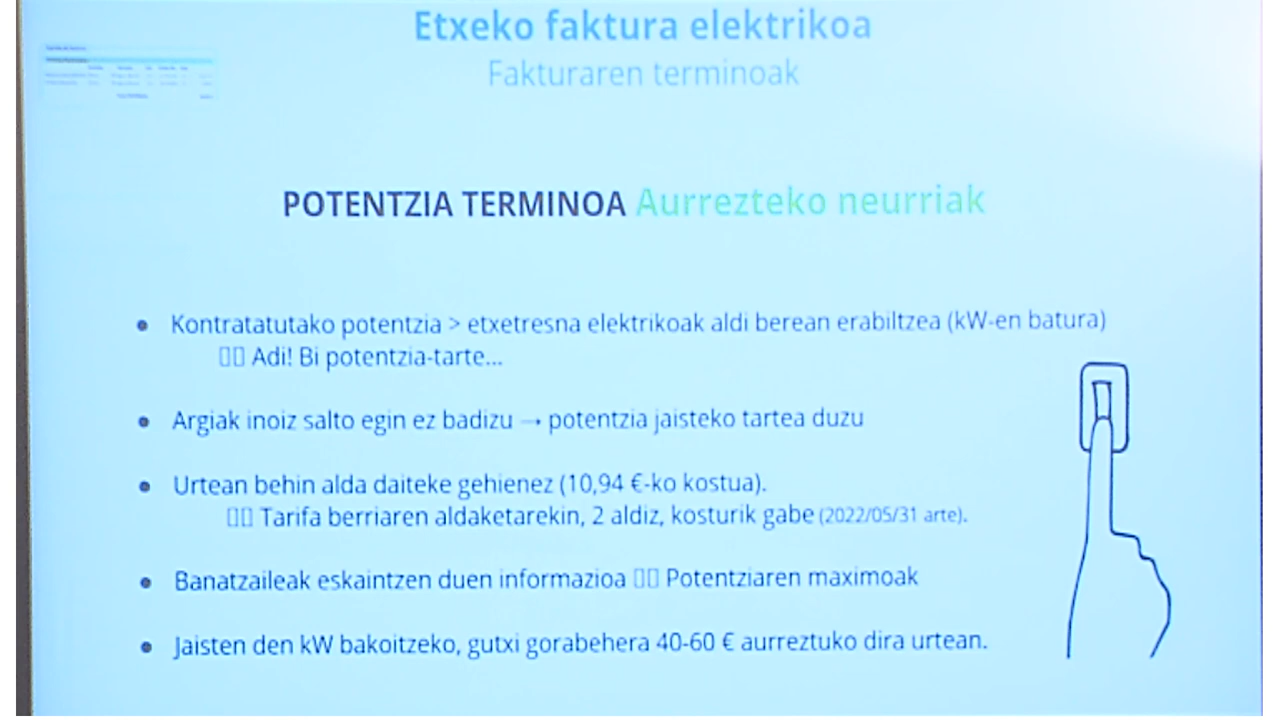 Etxeko faktura elektrikoa
Fakturaren terminoak
POTENTZIA TERMINOA Aurrezteko neurriak
• Kontratatutako potentzia > etxetresna elektrikoak aldi berean erabiltzea (kW-en batura)
▯▯ Adi! Bi potentzia-tarte...
• Argiak inoiz salto egin ez badizu → potentzia jaisteko tartea duzu
• Urtean behin alda daiteke gehienez (10,94 €-ko kostua).
▯▯ Tarifa berriaren aldaketarekin, 2 aldiz, kosturik gabe (2022/05/31 arte).
• Banatzaileak eskaintzen duen informazioa ▯▯ Potentziaren maximoak
• Jaisten den kW bakoitzeko, gutxi gorabehera 40-60 € aurreztuko dira urtean.